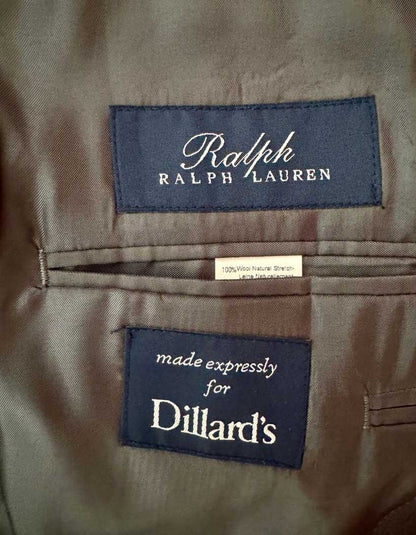 Ralph
RALPH LAUREN
100% Wool Natural Stretch
made expressly
for
Dillard's